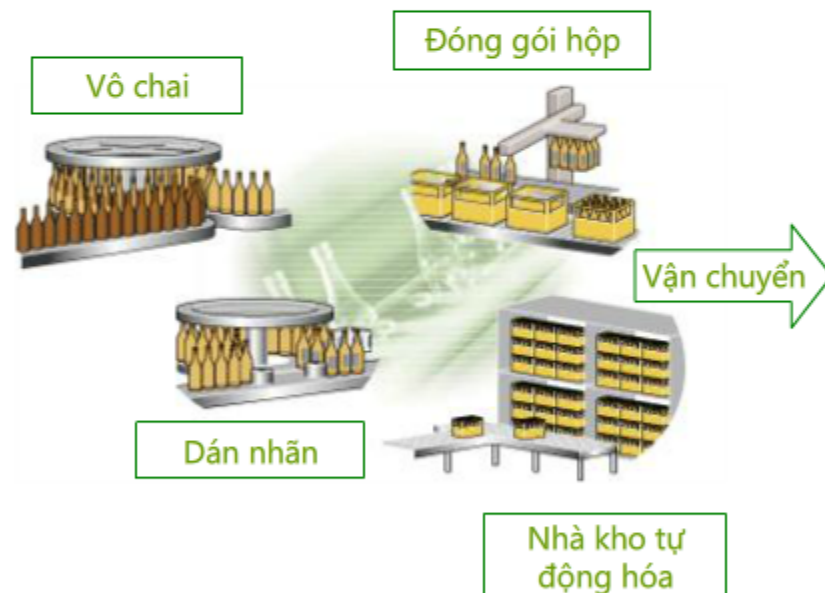 Đóng gói hộp
Vô chai
Vận chuyển
Dán nhãn
Nhà kho tự
động hóa